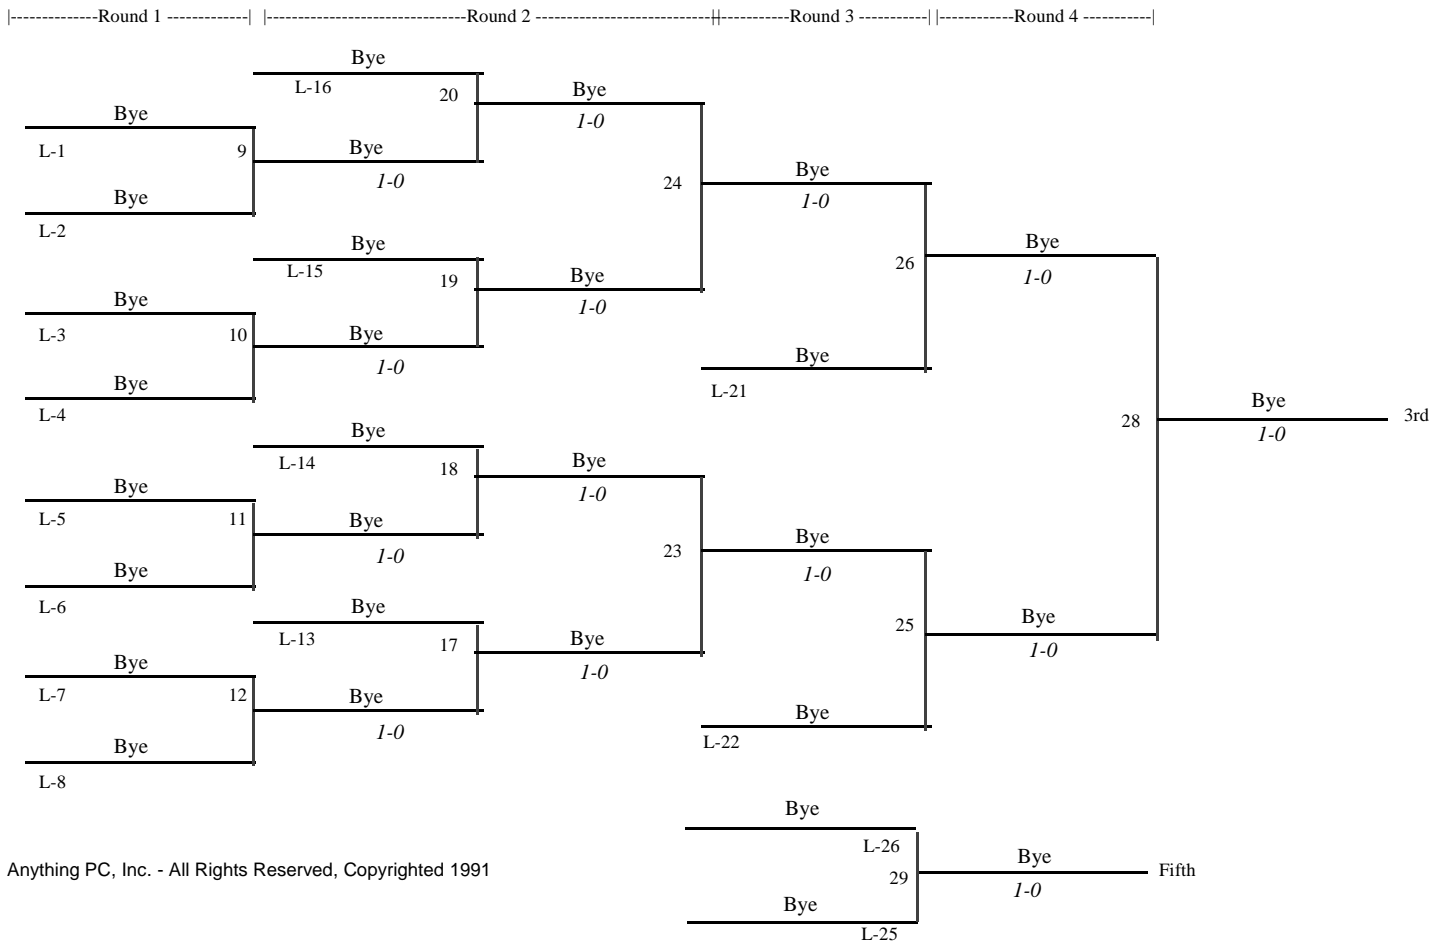 |--------------Round 1 -------------|
|--------------------------------Round 2 ----------------------------||
|------------Round 3 -----------|
|------------Round 4 -----------|
Bye
L-16
20
Bye
1-0
Bye
L-1
9
Bye
1-0
Bye
L-2
24
Bye
1-0
Bye
L-15
19
Bye
1-0
26
Bye
1-0
Bye
L-3
10
Bye
1-0
Bye
L-4
Bye
L-21
28
Bye
1-0
3rd
Bye
L-14
18
Bye
1-0
Bye
L-5
11
Bye
1-0
Bye
L-6
23
Bye
1-0
Bye
L-13
17
Bye
1-0
25
Bye
1-0
Bye
L-7
12
Bye
1-0
Bye
L-8
Bye
L-22
Bye
L-26
29
Bye
1-0
Fifth
Bye
L-25
Anything PC, Inc. - All Rights Reserved, Copyrighted 1991